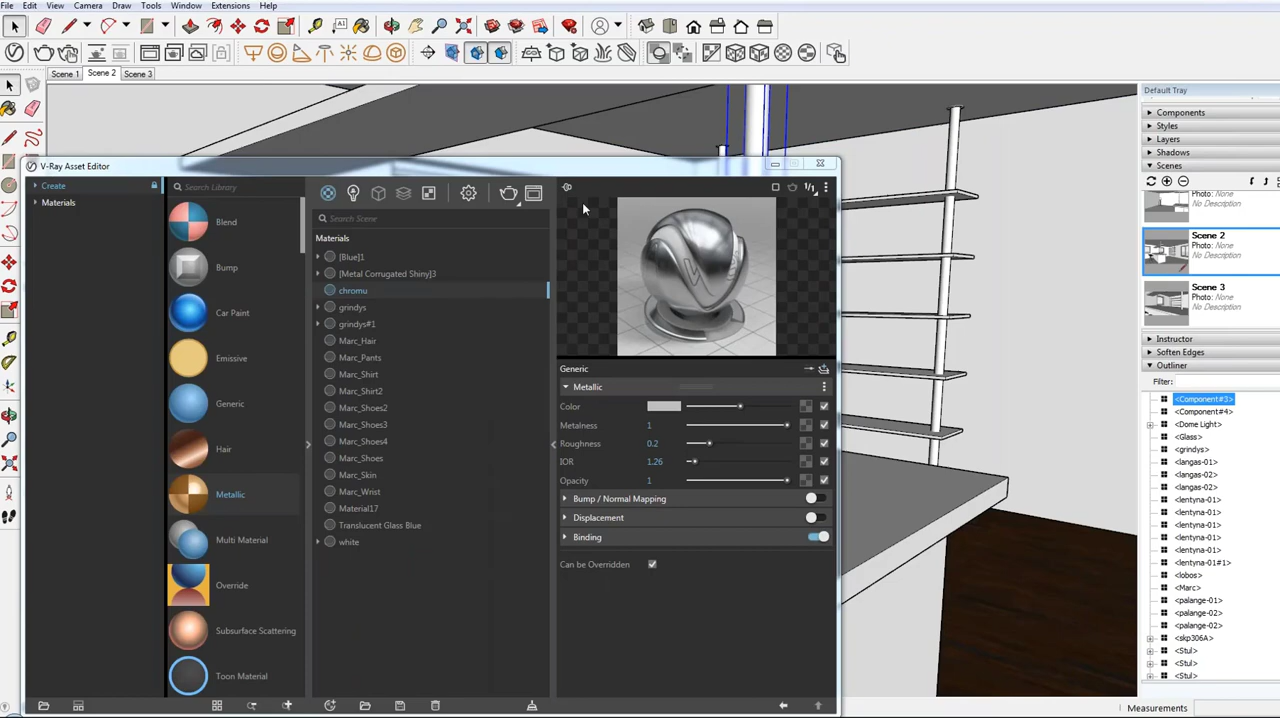 File Edit View Camera Draw Tools Window Extensions Help
Scene 1 Scene 2 Scene 3
Default Tray
Components
Styles
Layers
Shadows
Scenes
Photo: None
No Description
Scene 2
Photo: None
No Description
Scene 3
Photo: None
No Description
Instructor
Soften Edges
Outliner
Filter:
<Component#3>
<Component#4>
<Dome Light>
<Glass>
<grindys>
<langas-01>
<langas-02>
<langas-02>
<lentyna-01>
<lentyna-01>
<lentyna-01>
<lentyna-01>
<lentyna-01>
<lentyna-01#1>
<lobos>
<Marc>
<palange-01>
<palange-02>
<palange-02>
<skp306A>
<Stul>
<Stul>
<Stul>
Measurements
V-Ray Asset Editor
Create
Materials
Search Library
Blend
Bump
Car Paint
Emissive
Generic
Hair
Metallic
Multi Material
Override
Subsurface Scattering
Toon Material
Search Scene
Materials
[Blue]1
[Metal Corrugated Shiny]3
chromu
grindys
grindys#1
Marc_Hair
Marc_Pants
Marc_Shirt
Marc_Shirt2
Marc_Shoes2
Marc_Shoes3
Marc_Shoes4
Marc_Shoes
Marc_Skin
Marc_Wrist
Material17
Translucent Glass Blue
white
1/1
Generic
Metallic
Color
Metalness 1
Roughness 0.2
IOR 1.26
Opacity 1
Bump / Normal Mapping
Displacement
Binding
Can be Overridden